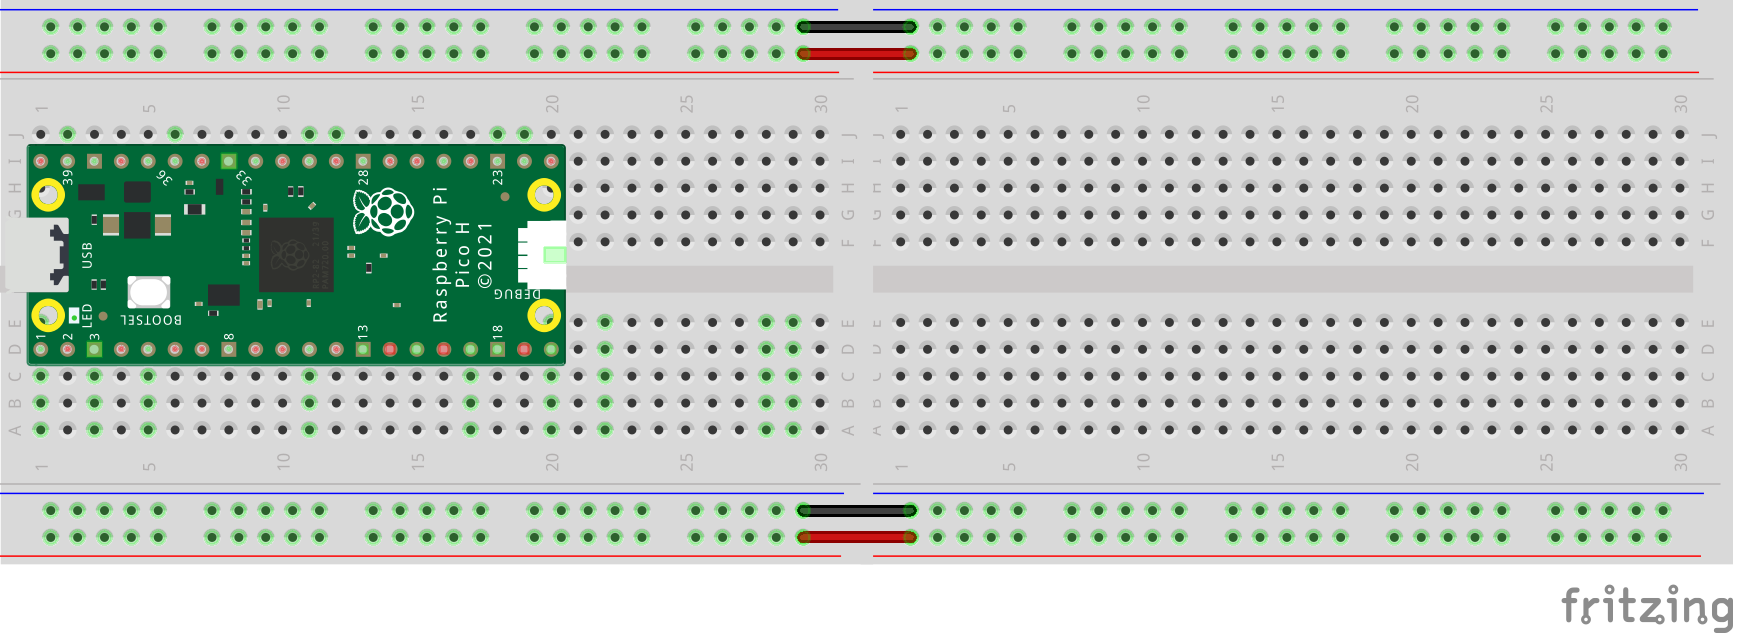 1 5 10 15 20 25 30 1 5 10 15 20 25 30
J J J J
I I I
H H H H
G G G
F F F
E E E
D D D
C C C
B B B B
A A A A
39 36 33 28 23
USB
LED
BOOTSEL
Raspberry Pi
Pico H
©2021
DEBUG
1 2 3 8 13 18
1 5 10 15 20 25 30 1 5 10 15 20 25 30
fritzing